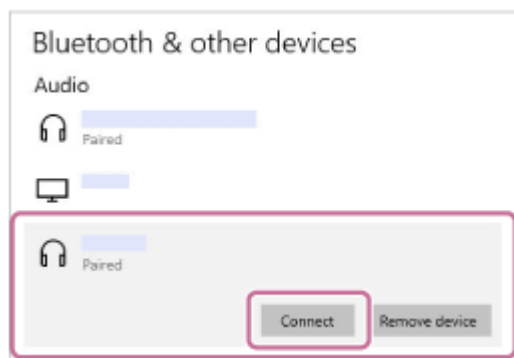 Bluetooth & other devices
Audio
Paired
Paired
Connect Remove device